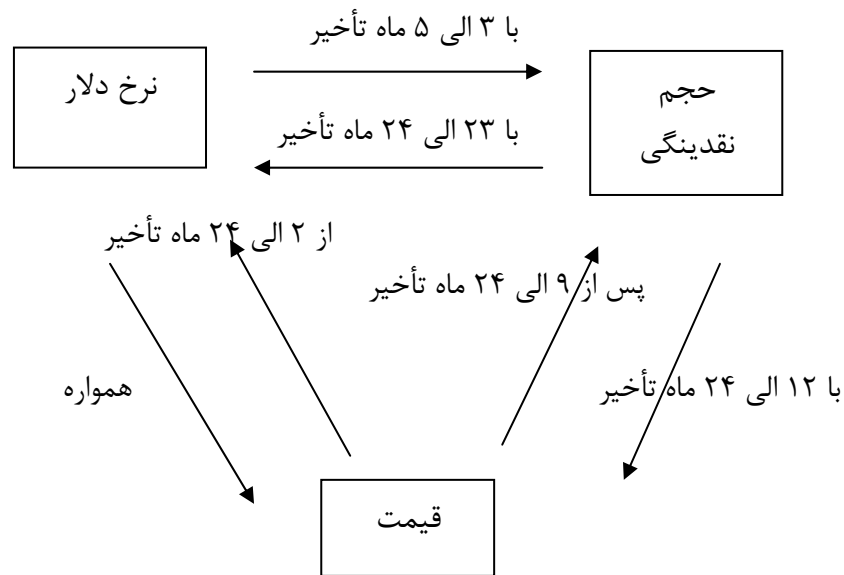 با ۳ الی ۵ ماه تأخیر
حجم
نقدینگی
نرخ دلار
با ۲۳ الی ۲۴ ماه تأخیر
از ۲ الی ۲۴ ماه تأخیر
پس از ۹ الی ۲۴ ماه تأخیر
با ۱۲ الی ۲۴ ماه تأخیر
همواره
قیمت